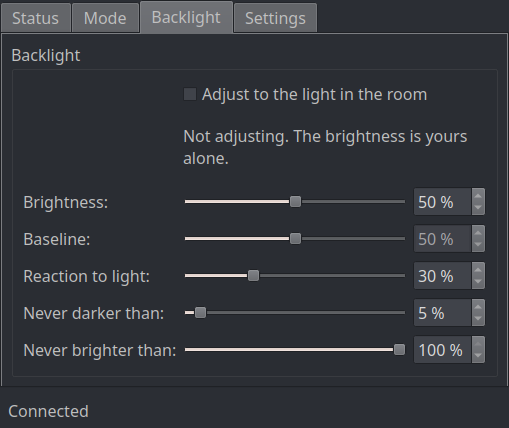 Status Mode Backlight Settings
Backlight
Adjust to the light in the room
Not adjusting. The brightness is yours
alone.
Brightness: 50 %
Baseline: 50 %
Reaction to light: 30 %
Never darker than: 5 %
Never brighter than: 100 %
Connected